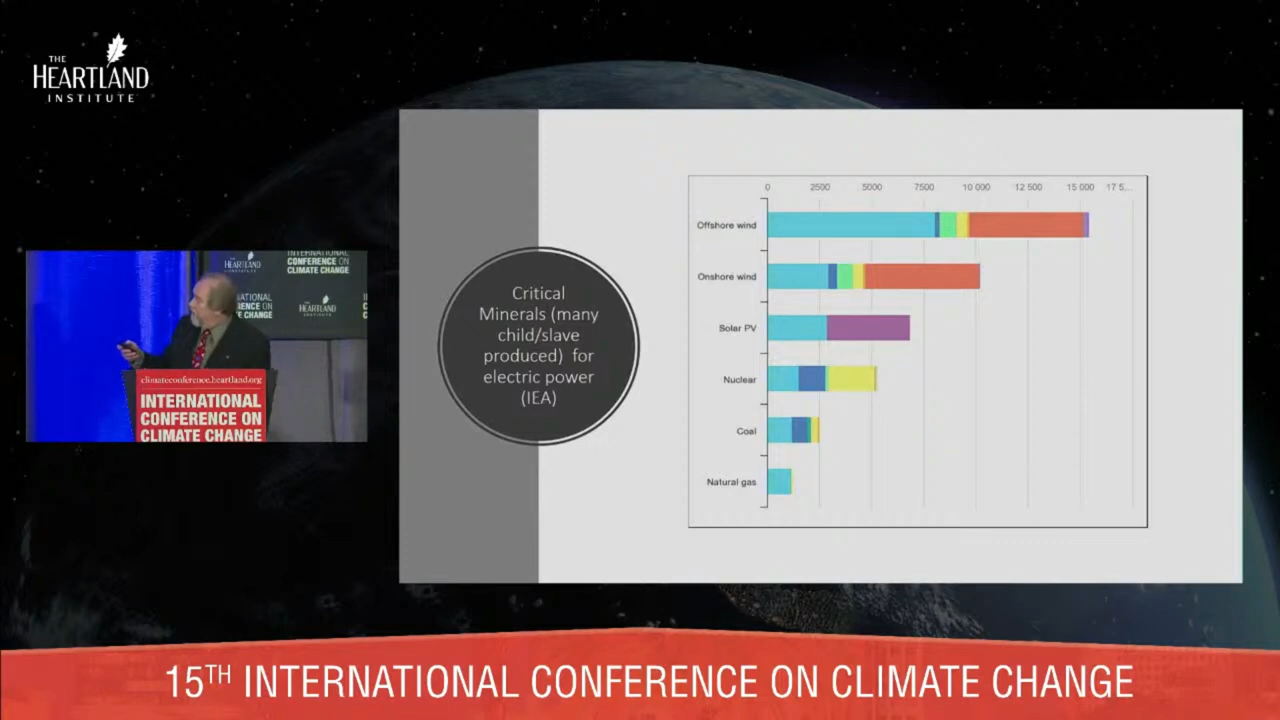 THE
HEARTLAND
INSTITUTE
HEARTLAND
INTERNATIONAL
CONFERENCE ON
CLIMATE CHANGE
HEARTLAND
climateconference.heartland.org
INTERNATIONAL
CONFERENCE ON
CLIMATE CHANGE
Critical
Minerals (many
child/slave
produced) for
electric power
(IEA)
0 2500 5000 7500 10 000 12 500 15 000 17 5...
Offshore wind
Onshore wind
Solar PV
Nuclear
Coal
Natural gas
15TH INTERNATIONAL CONFERENCE ON CLIMATE CHANGE